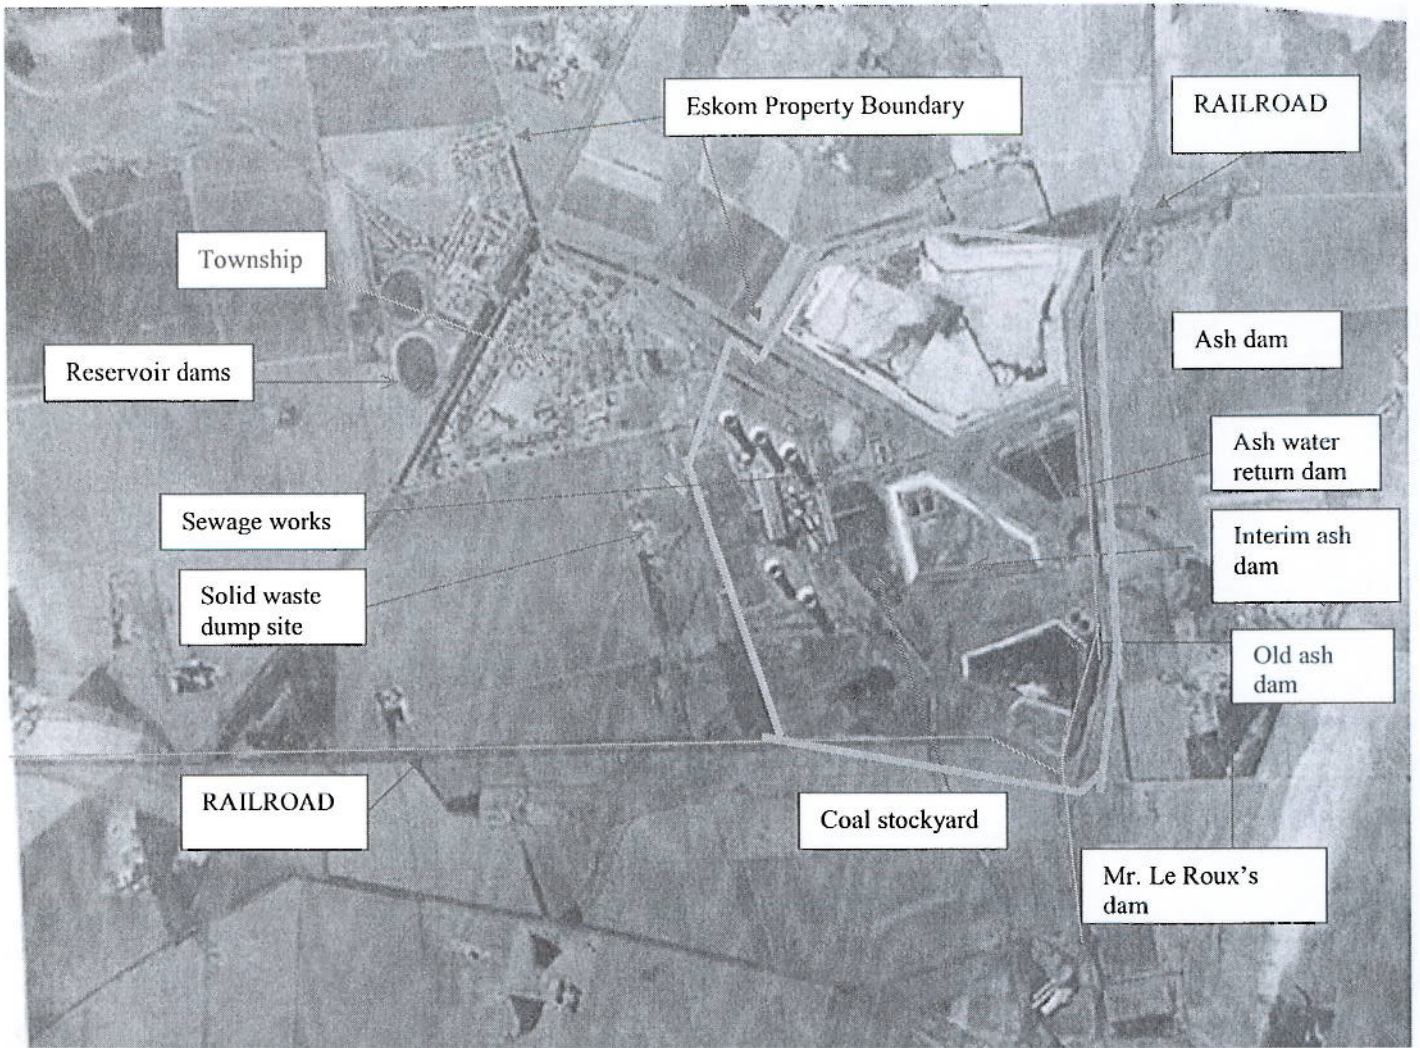 Eskom Property Boundary
RAILROAD
Township
Reservoir dams
Ash dam
Ash water
return dam
Sewage works
Interim ash
dam
Solid waste
dump site
Old ash
dam
RAILROAD
Coal stockyard
Mr. Le Roux's
dam